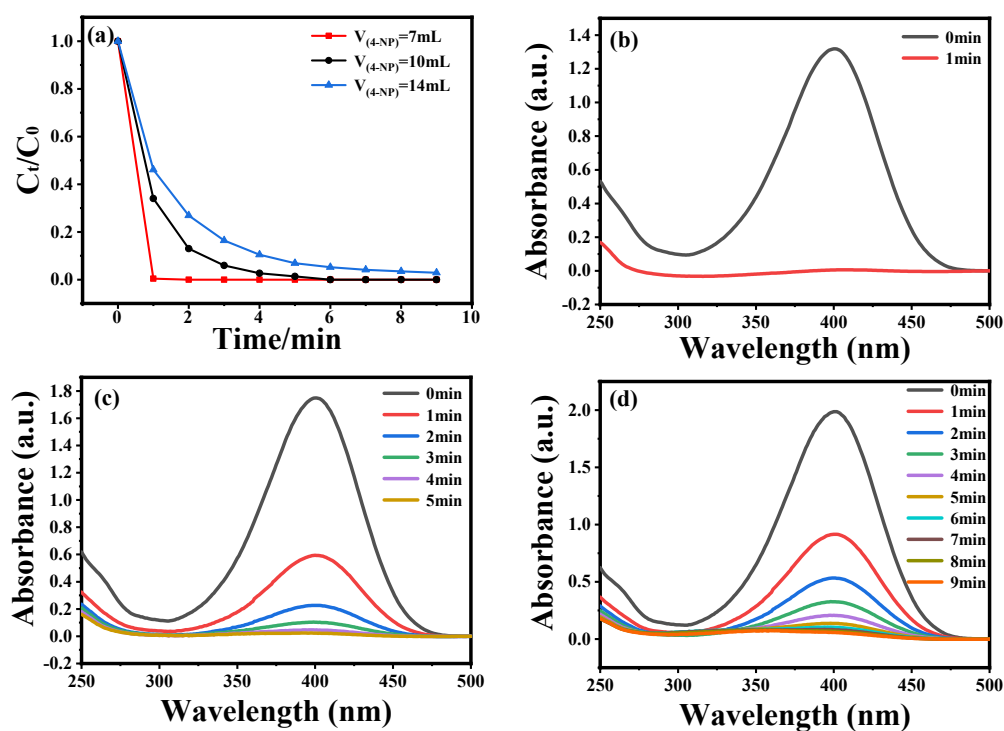 (a)
V(4-NP)=7mL
V(4-NP)=10mL
V(4-NP)=14mL
1.0
0.8
0.6
0.4
0.2
0.0
Ct/C0
0 2 4 6 8 10
Time/min
(b)
0min
1min
1.4
1.2
1.0
0.8
0.6
0.4
0.2
0.0
-0.2
Absorbance (a.u.)
250 300 350 400 450 500
Wavelength (nm)
(c)
0min
1min
2min
3min
4min
5min
1.8
1.6
1.4
1.2
1.0
0.8
0.6
0.4
0.2
0.0
-0.2
Absorbance (a.u.)
250 300 350 400 450 500
Wavelength (nm)
(d)
0min
1min
2min
3min
4min
5min
6min
7min
8min
9min
2.0
1.5
1.0
0.5
0.0
Absorbance (a.u.)
250 300 350 400 450 500
Wavelength (nm)